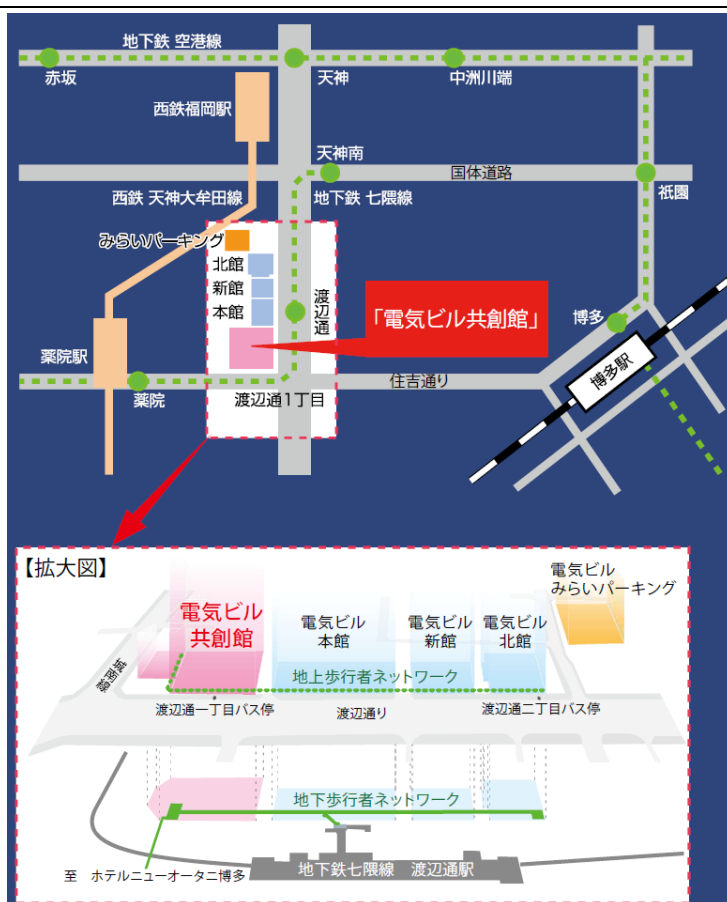 地下鉄 空港線
赤坂
天神
中洲川端
西鉄福岡駅
天神南
国体道路
西鉄 天神大牟田線
地下鉄 七隈線
祇園
みらいパーキング
北館
新館
本館
渡辺通
「電気ビル共創館」
博多
博多駅
薬院駅
薬院
渡辺通1丁目
住吉通り
【拡大図】
電気ビル
みらいパーキング
電気ビル
共創館
電気ビル
本館
電気ビル
新館
電気ビル
北館
城南線
地上歩行者ネットワーク
渡辺通一丁目バス停
渡辺通り
渡辺通二丁目バス停
地下歩行者ネットワーク
至 ホテルニューオータニ博多
地下鉄七隈線 渡辺通駅